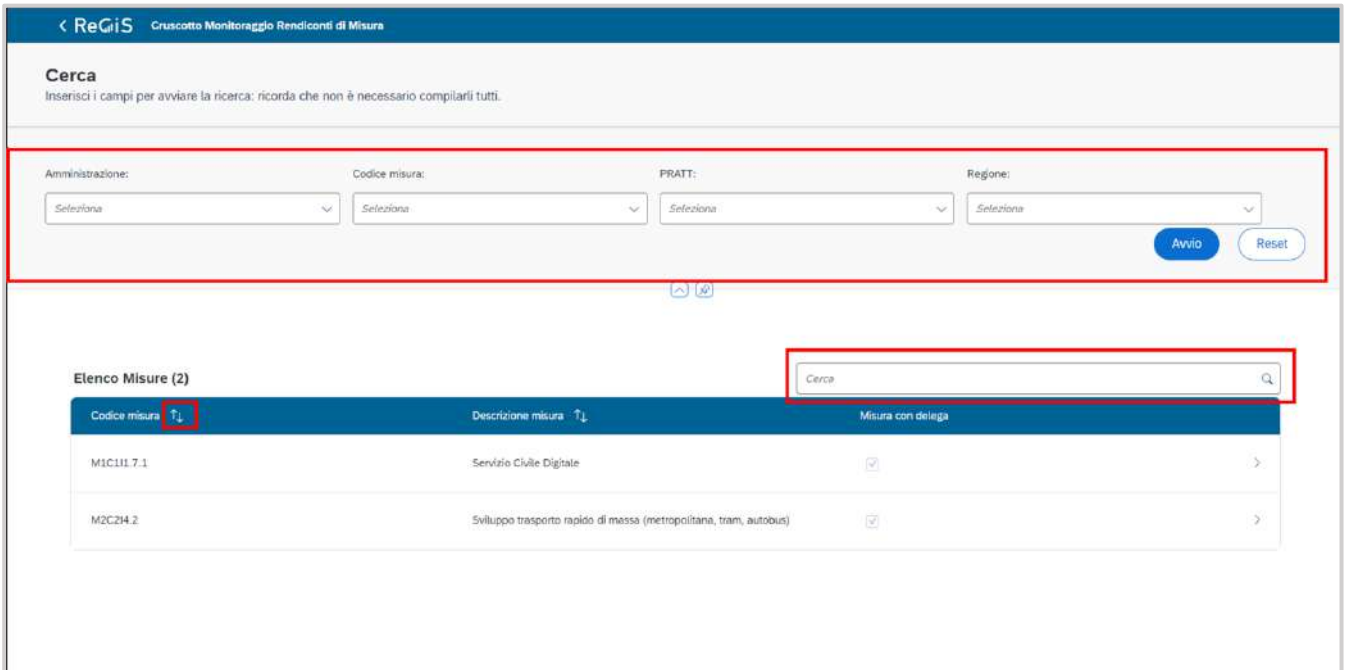 ReGiS Cruscotto Monitoraggio Rendiconti di Misura
Cerca
Inserisci i campi per avviare la ricerca: ricorda che non è necessario compilarli tutti.
Amministrazione: Codice misura: PRATT: Regione:
Seleziona Seleziona Seleziona Seleziona
Avvio Reset
Elenco Misure (2) Cerca
Codice misura Descrizione misura Misura con delega
M1C1I1.7.1 Servizio Civile Digitale
M2C2I4.2 Sviluppo trasporto rapido di massa (metropolitana, tram, autobus)